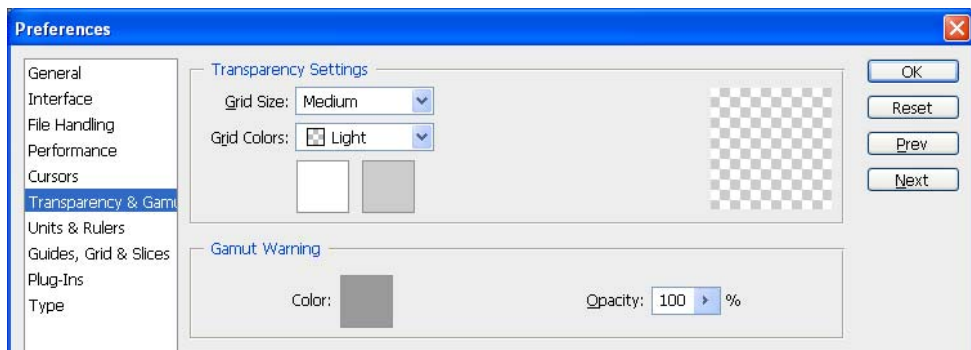 Preferences
General
Interface
File Handling
Performance
Cursors
Transparency & Gamu
Units & Rulers
Guides, Grid & Slices
Plug-Ins
Type
Transparency Settings
Grid Size: Medium
Grid Colors: Light
Gamut Warning
Color:
Opacity: 100 %
OK
Reset
Prev
Next